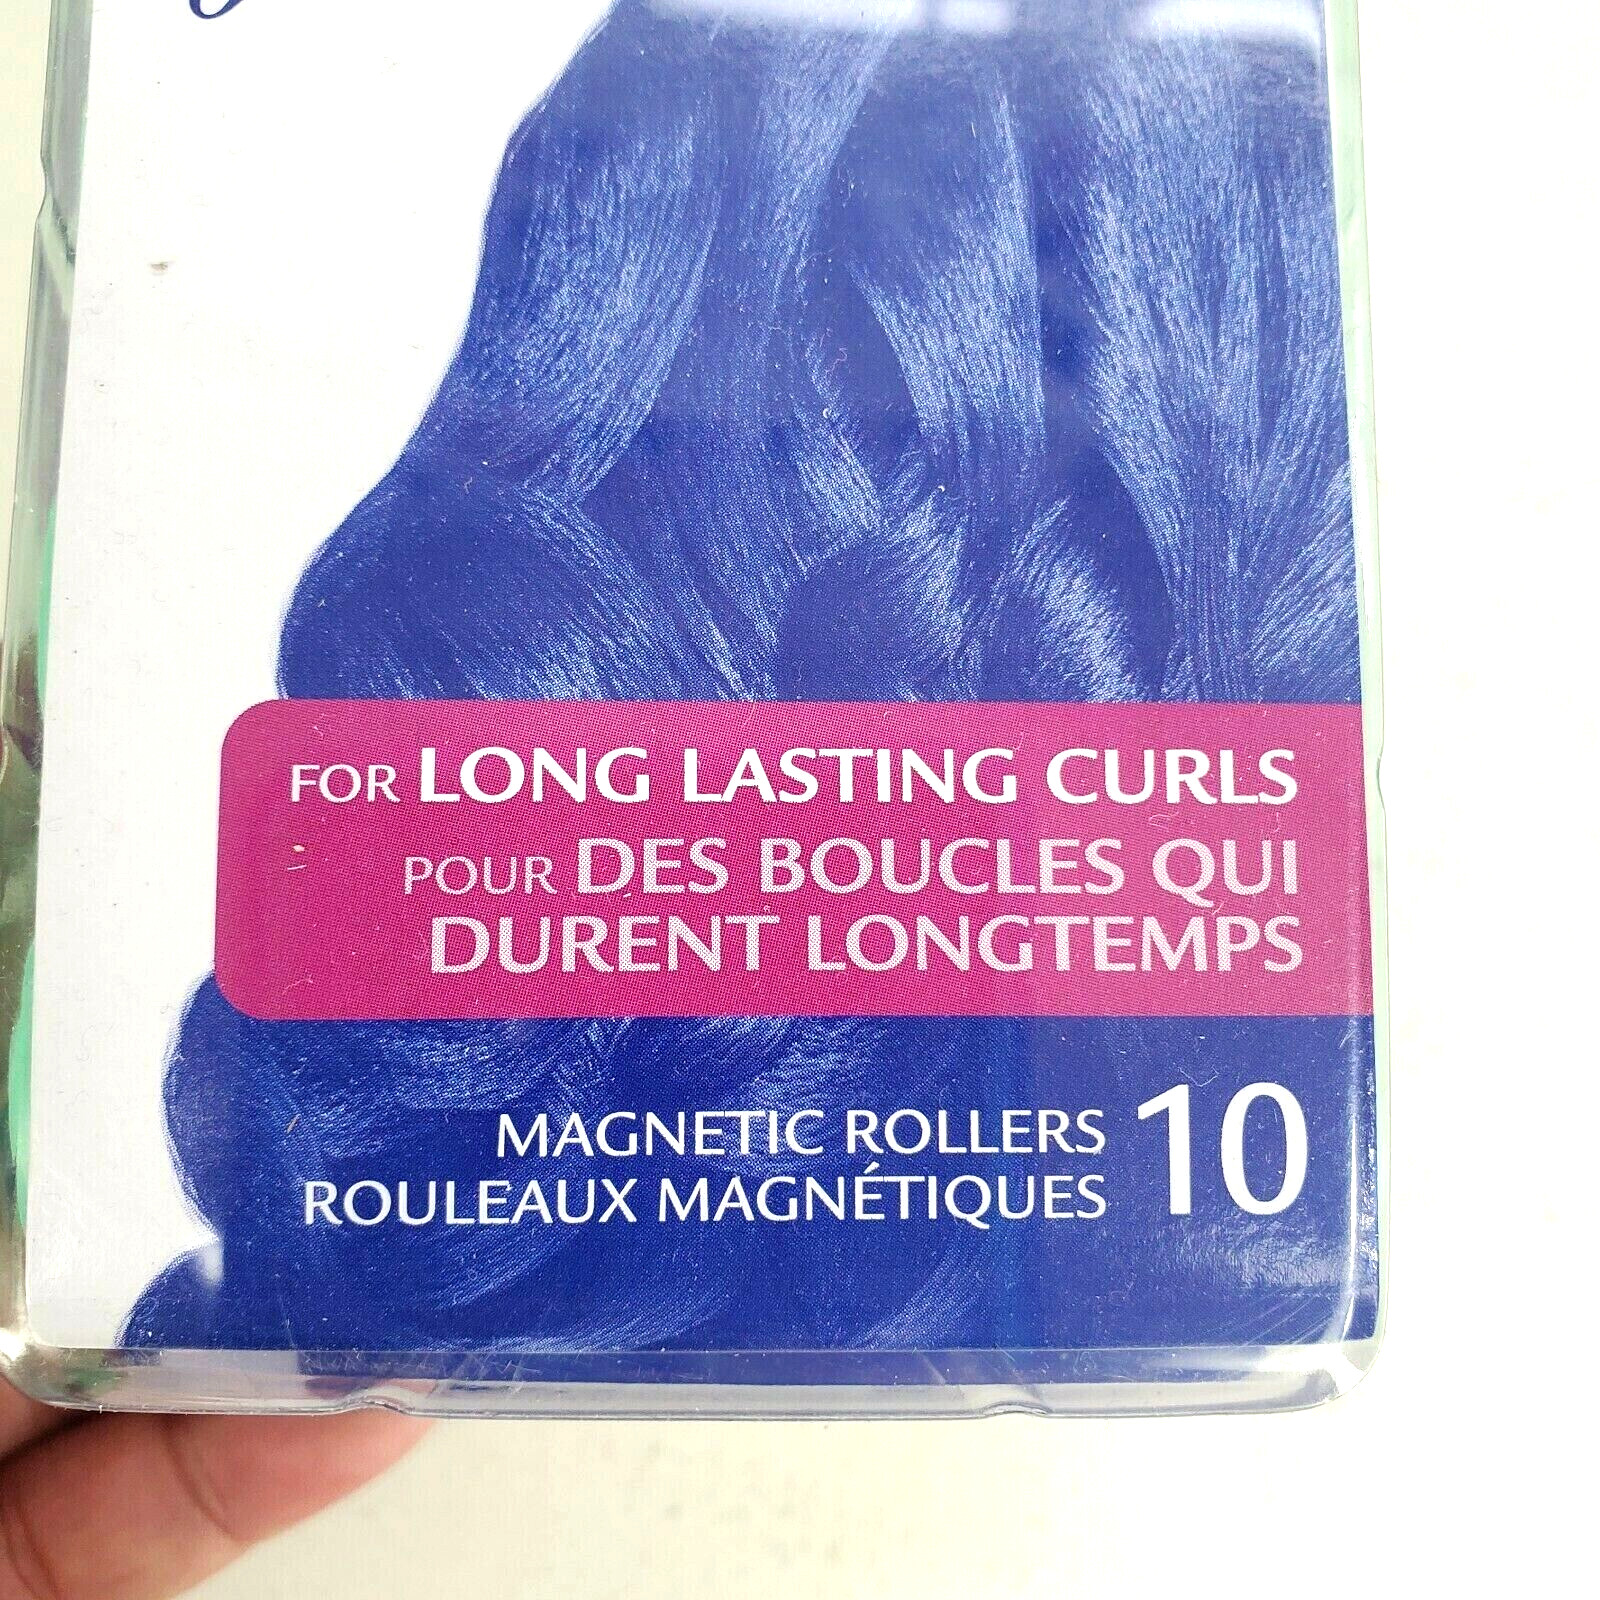 FOR LONG LASTING CURLS
POUR DES BOUCLES QUI
DURENT LONGTEMPS
MAGNETIC ROLLERS 10
ROULEAUX MAGNÉTIQUES